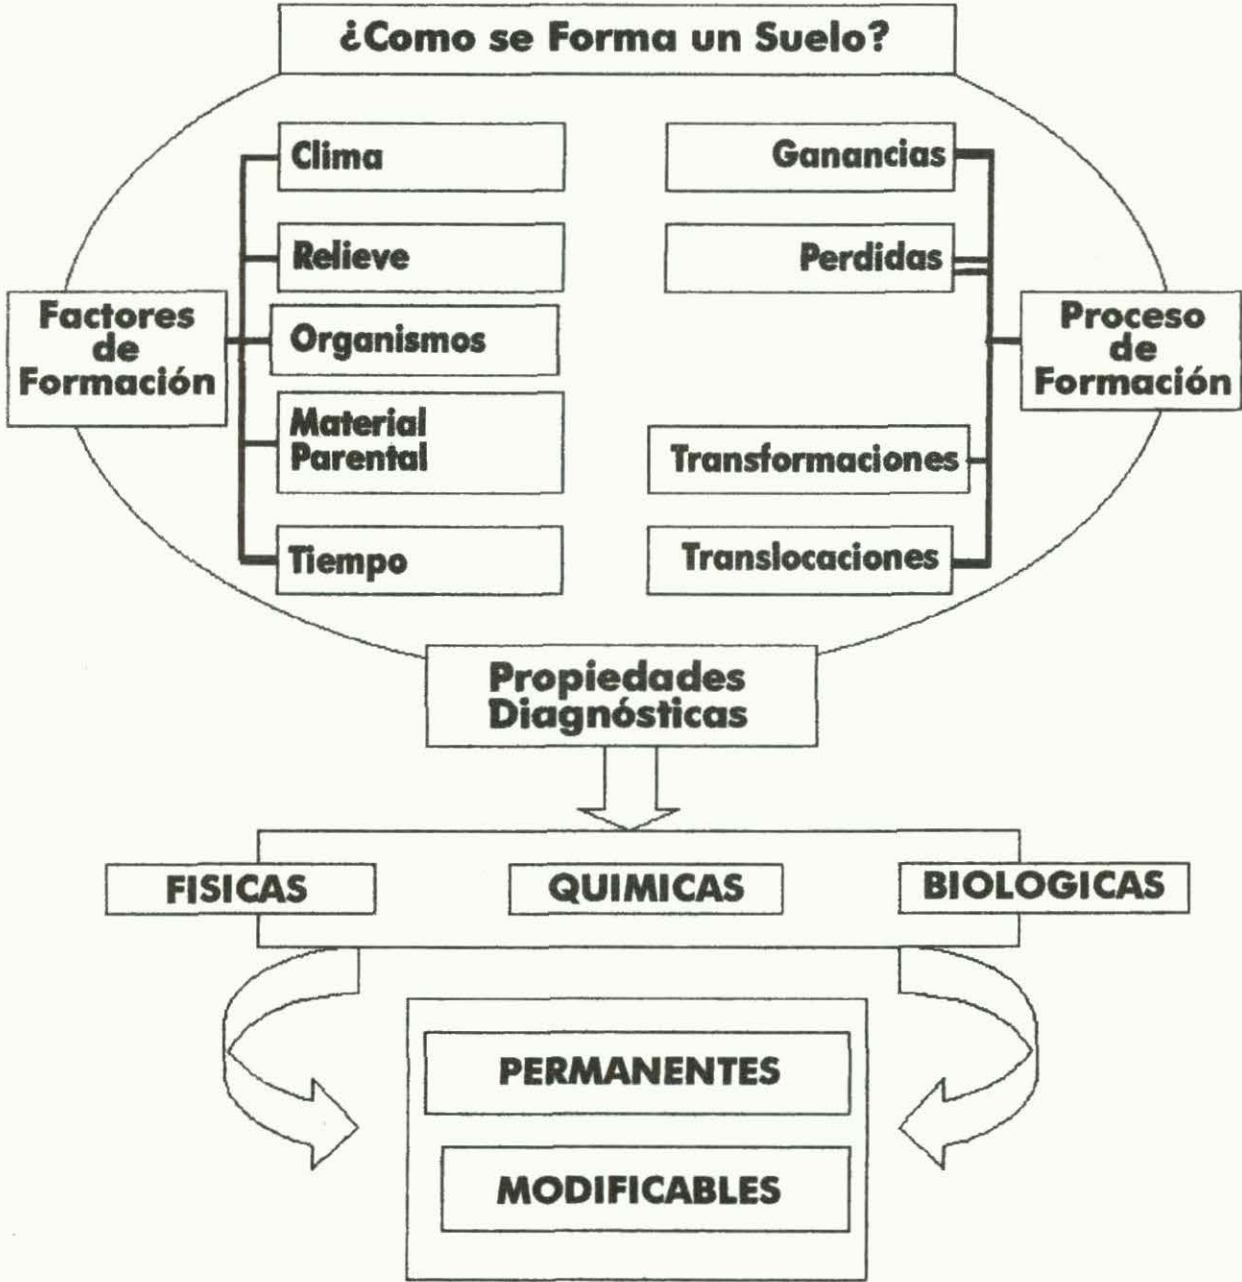 ¿Como se Forma un Suelo?
Factores
de
Formación
Clima
Relieve
Organismos
Material
Parental
Tiempo
Ganancias
Perdidas
Transformaciones
Translocaciones
Proceso
de
Formación
Propiedades
Diagnósticas
FISICAS
QUIMICAS
BIOLOGICAS
PERMANENTES
MODIFICABLES